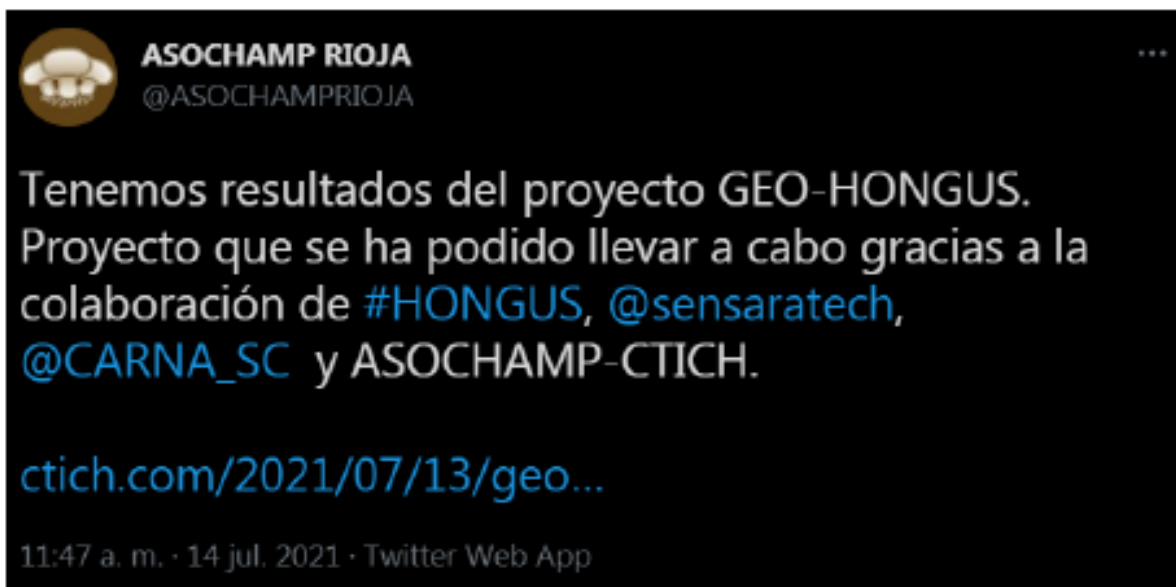 ASOCHAMP RIOJA
@ASOCHAMPRIOJA
Tenemos resultados del proyecto GEO-HONGUS.
Proyecto que se ha podido llevar a cabo gracias a la
colaboración de #HONGUS, @sensaratech,
@CARNA_SC y ASOCHAMP-CTICH.
ctich.com/2021/07/13/geo...
11:47 a. m. · 14 jul. 2021 · Twitter Web App